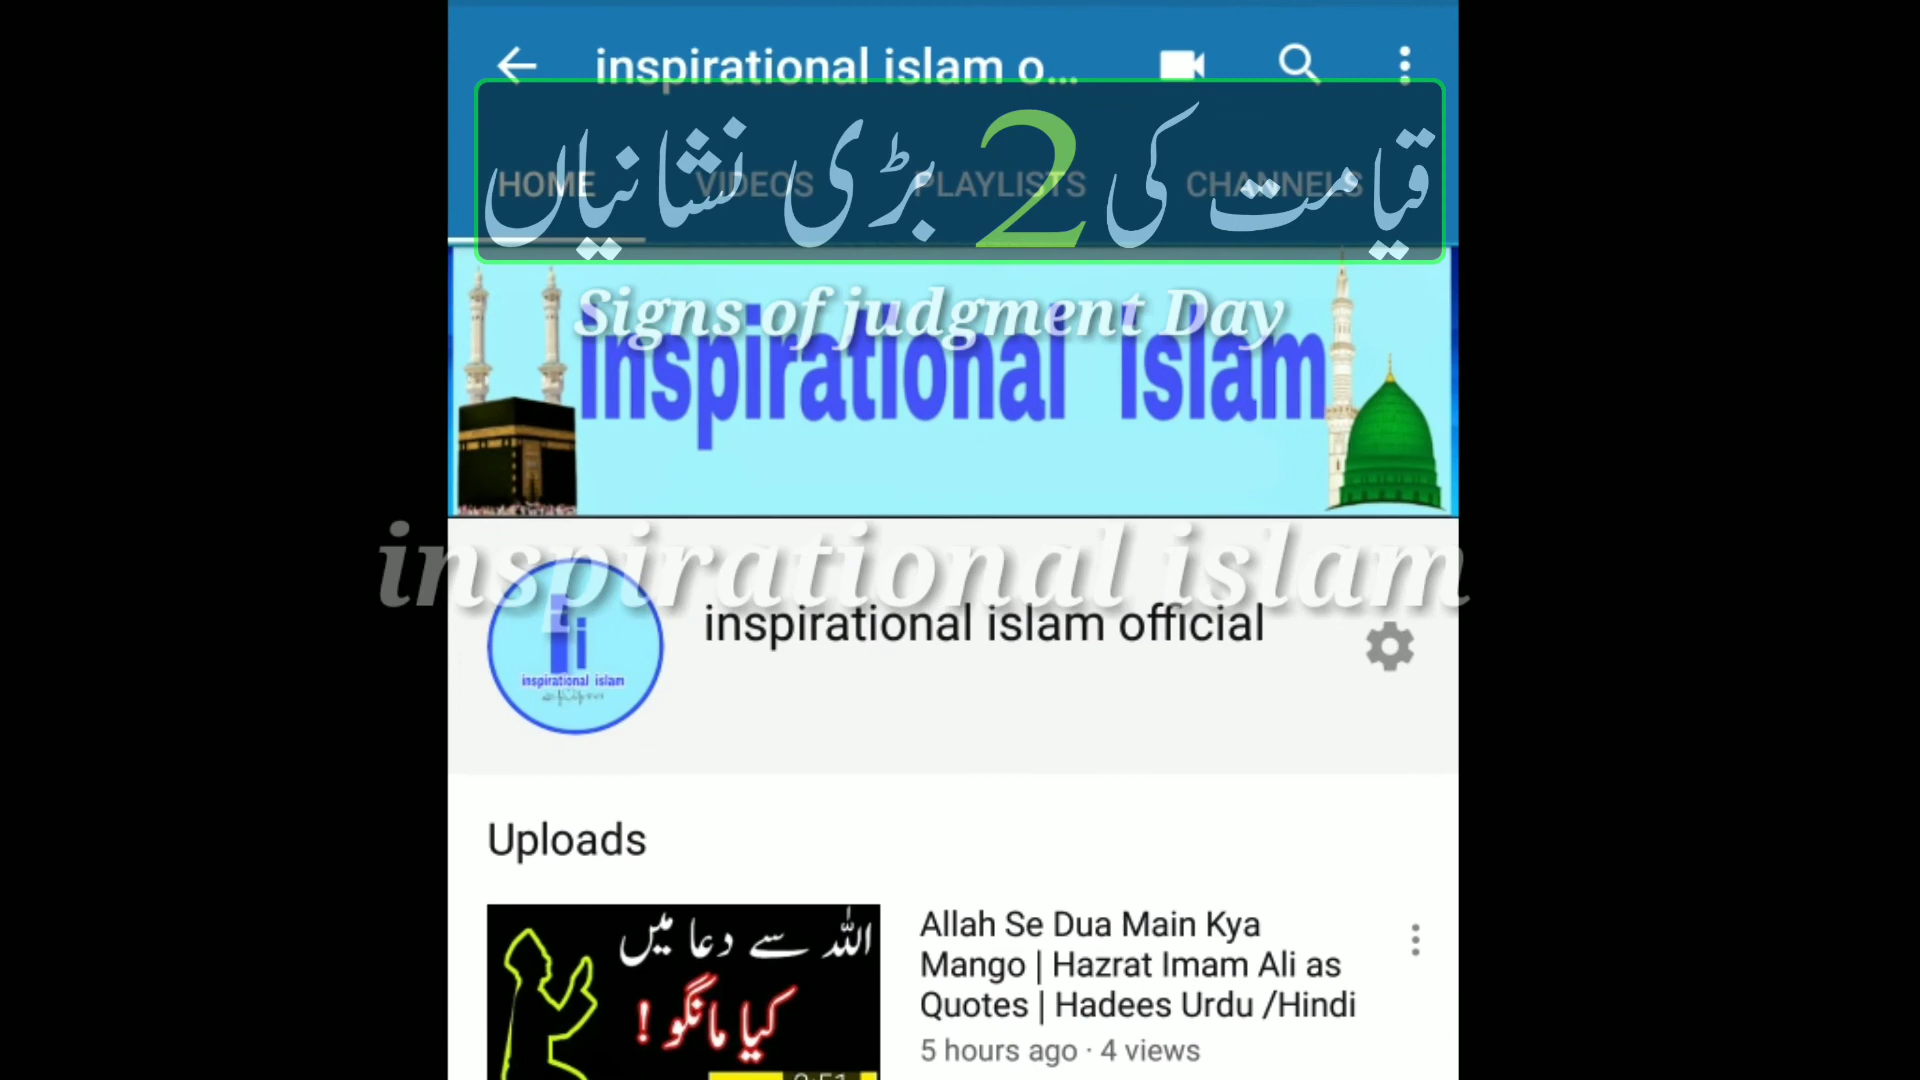 inspirational islam o...
قیامت کی 2 بڑی نشانیاں
HOME VIDEOS PLAYLISTS CHANNELS
Signs of judgment Day
inspirational islam
inspirational islam
inspirational islam official
inspirational islam
Uploads
اللہ سے دعا میں
کیا مانگو !
Allah Se Dua Main Kya
Mango | Hazrat Imam Ali as
Quotes | Hadees Urdu /Hindi
5 hours ago · 4 views